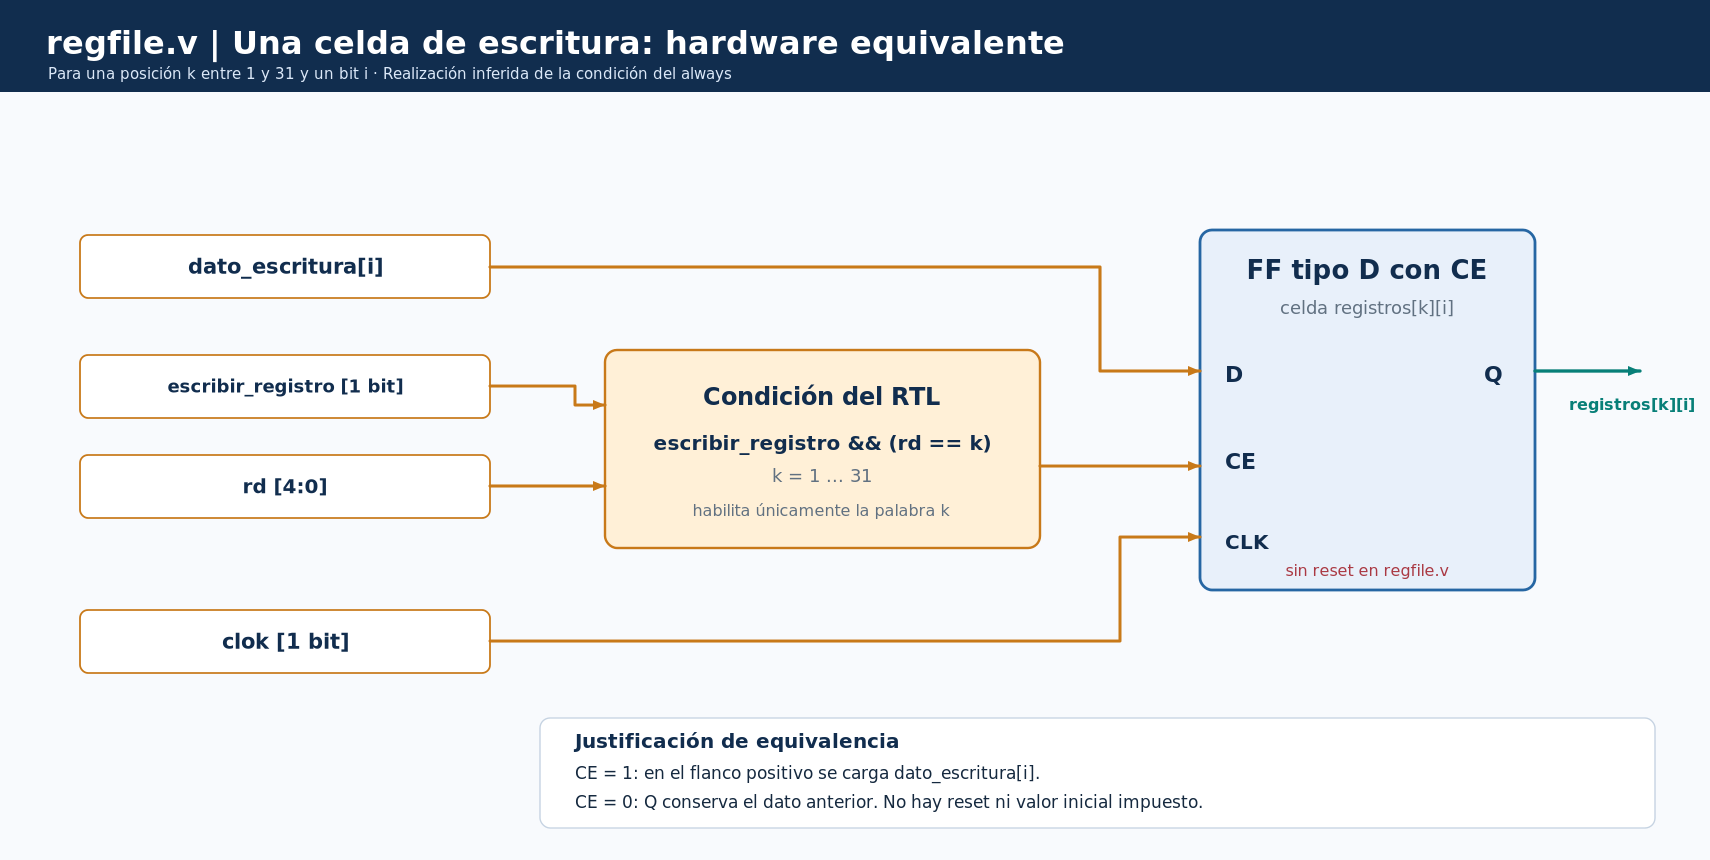 regfile.v | Una celda de escritura: hardware equivalente
Para una posición k entre 1 y 31 y un bit i · Realización inferida de la condición del always
dato_escritura[i]
escribir_registro [1 bit]
rd [4:0]
clok [1 bit]
Condición del RTL
escribir_registro && (rd == k)
k = 1 ... 31
habilita únicamente la palabra k
FF tipo D con CE
celda registros[k][i]
D
Q
CE
CLK
sin reset en regfile.v
registros[k][i]
Justificación de equivalencia
CE = 1: en el flanco positivo se carga dato_escritura[i].
CE = 0: Q conserva el dato anterior. No hay reset ni valor inicial impuesto.